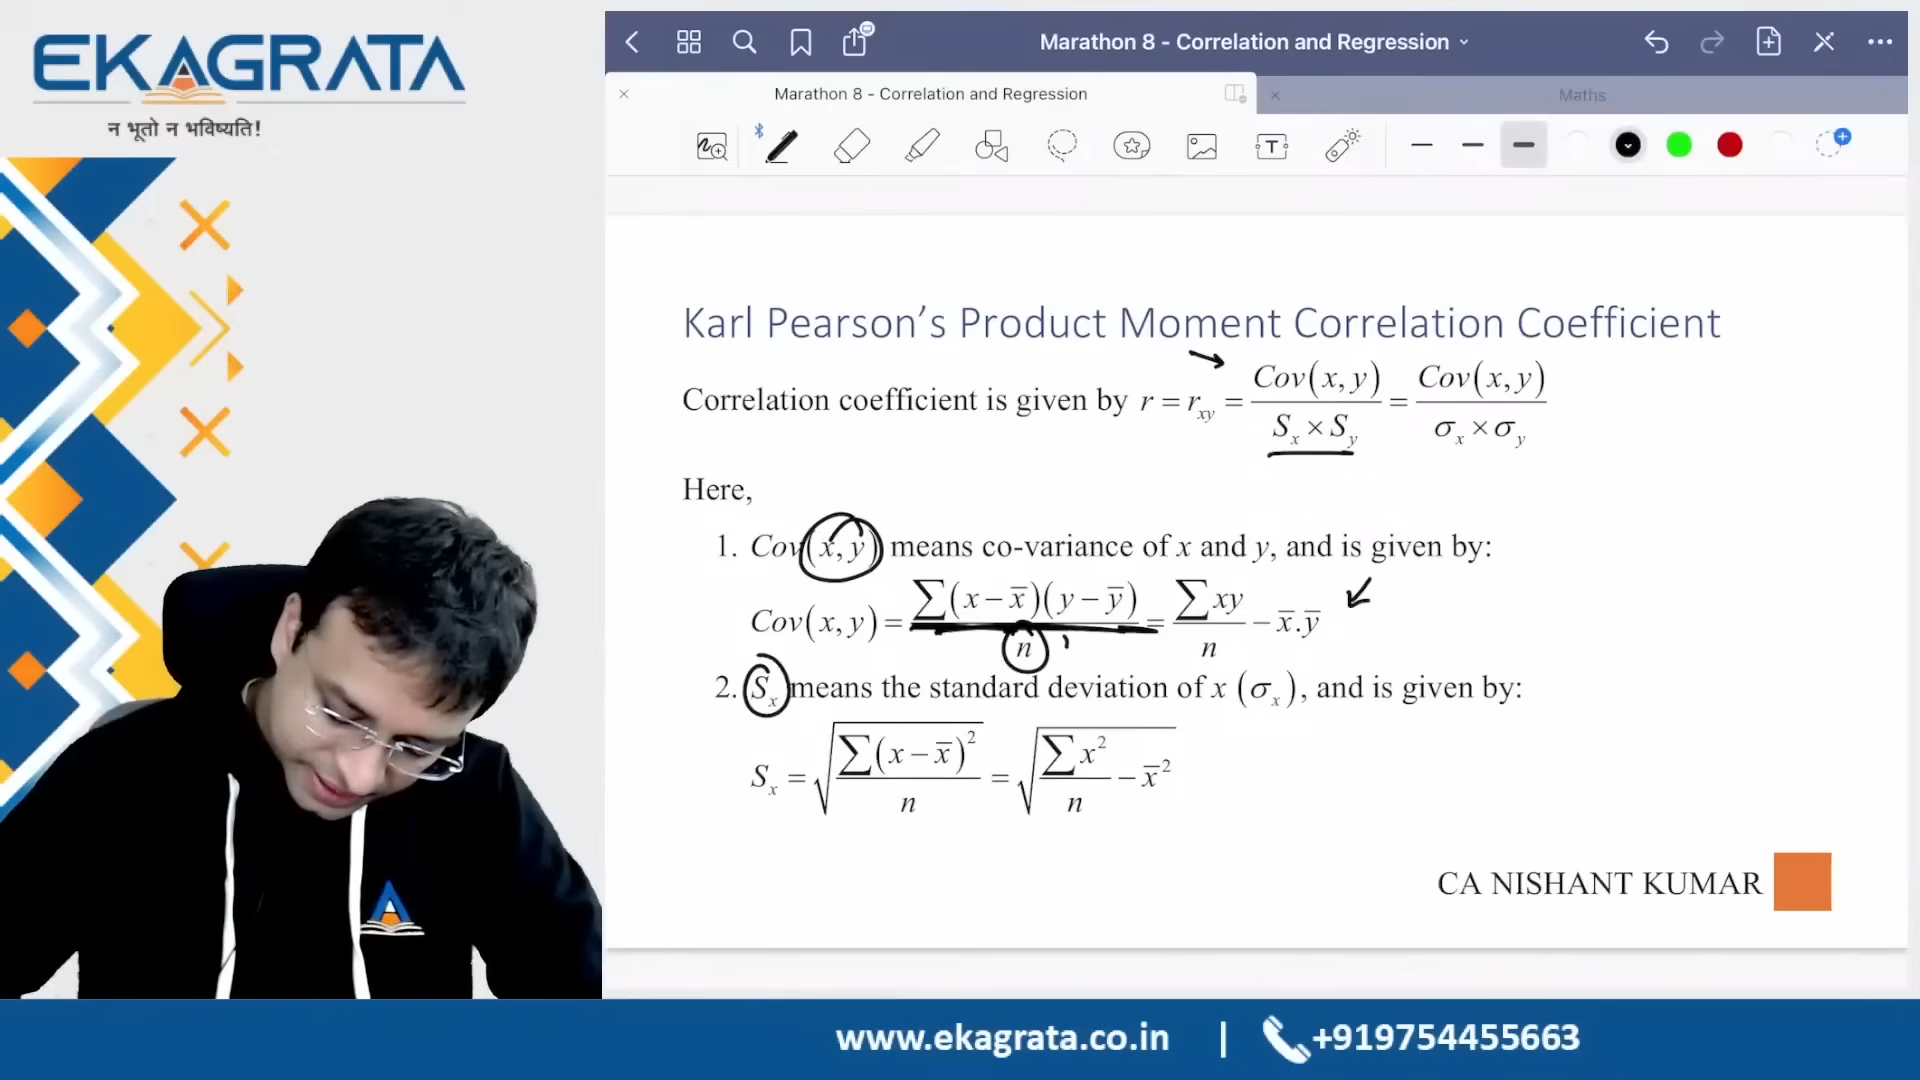 EKAGRATA
न भूतो न भविष्यति!
Marathon 8 - Correlation and Regression
Marathon 8 - Correlation and Regression
Maths
Karl Pearson's Product Moment Correlation Coefficient
Correlation coefficient is given by r = r_xy = Cov(x, y) / (S_x × S_y) = Cov(x, y) / (σ_x × σ_y)
Here,
1. Cov(x, y) means co-variance of x and y, and is given by:
Cov(x, y) = ∑(x − x̄)(y − ȳ) / n = ∑xy / n − x̄.ȳ
2. S_x means the standard deviation of x (σ_x), and is given by:
S_x = √(∑(x − x̄)² / n) = √(∑x² / n − x̄²)
CA NISHANT KUMAR
www.ekagrata.co.in | +919754455663